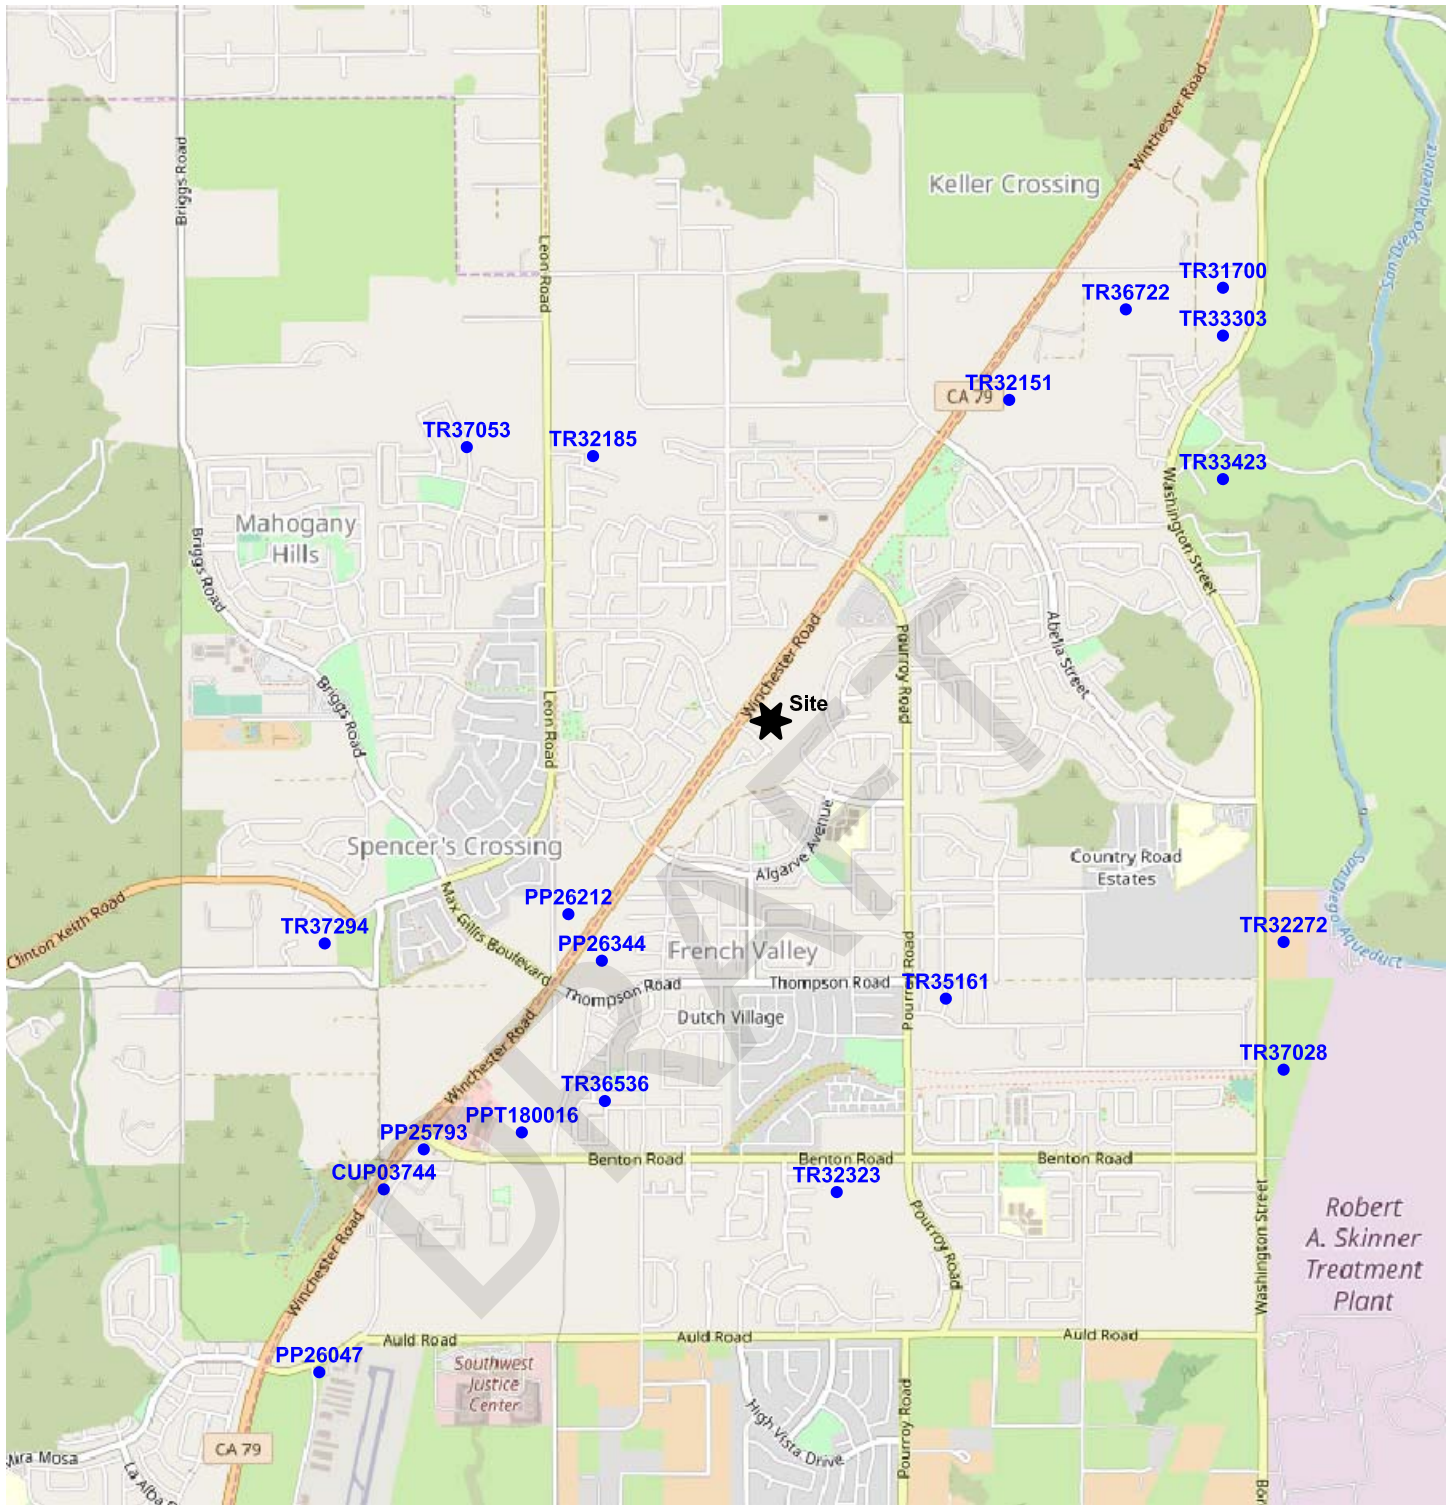 Winchester Road
Briggs Road
Keller Crossing
San Diego Aqueduct
Leon Road
TR31700
TR36722
TR33303
TR32151
CA 79
TR37053
TR32185
TR33423
Washington Street
Mahogany
Hills
Briggs Road
Winchester Road
Abelia Street
Pourroy Road
Briggs Road
Leon Road
Site
Algarve Avenue
Spencer's Crossing
Country Road
Estates
San Diego Aqueduct
Max Gillis Boulevard
PP26212
Clinton Keith Road
TR37294
TR32272
PP26344
French Valley
Pourroy Road
Thompson Road
Thompson Road
TR35161
Dutch Village
Winchester Road
TR37028
TR36536
PPT180016
PP25793
Benton Road
Benton Road
Benton Road
CUP03744
TR32323
Winchester Road
Pourroy Road
Washington Street
Robert
A. Skinner
Treatment
Plant
Auld Road
Auld Road
Auld Road
PP26047
Southwest
Justice
Center
High Vista Drive
Pourroy Road
CA 79
Mira Mosa
La Alba
DRAFT